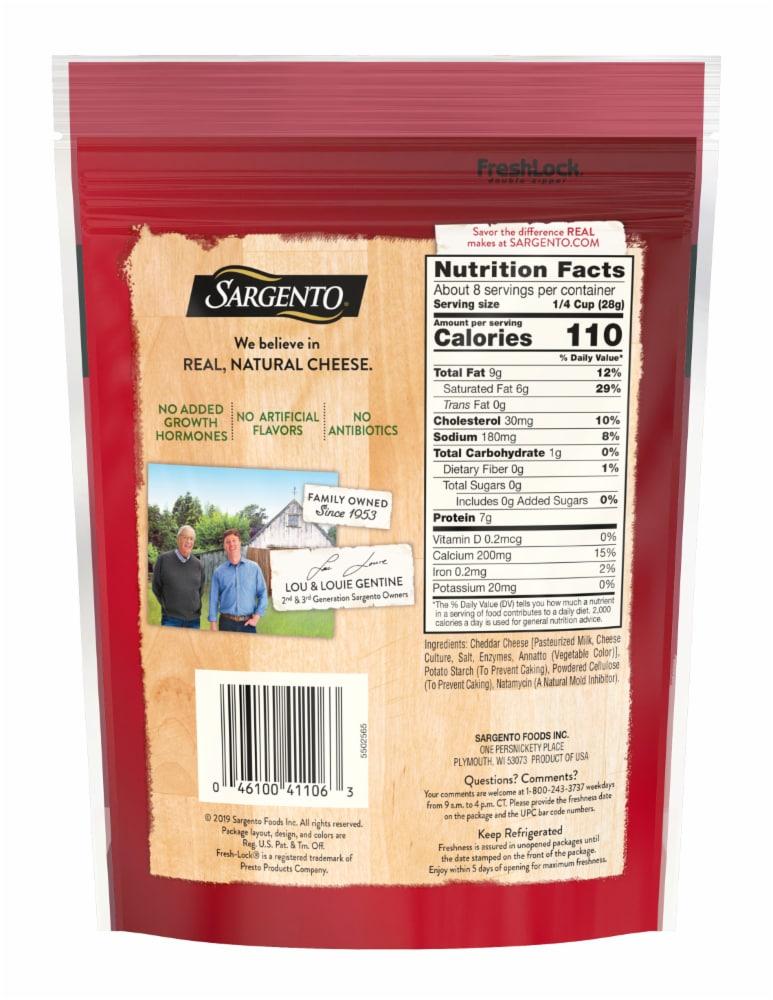 FreshLock®
double zipper
Savor the difference REAL
makes at SARGENTO.COM
SARGENTO®
We believe in
REAL, NATURAL CHEESE.
NO ADDED
GROWTH
HORMONES
NO ARTIFICIAL
FLAVORS
NO
ANTIBIOTICS
FAMILY OWNED
Since 1953
Lou Louie
LOU & LOUIE GENTINE
2nd & 3rd Generation Sargento Owners
0 46100 41106 3
5502565
© 2019 Sargento Foods Inc. All rights reserved.
Package layout, design, and colors are
Reg. U.S. Pat. & Tm. Off.
Fresh-Lock® is a registered trademark of
Presto Products Company.
Nutrition Facts
About 8 servings per container
Serving size 1/4 Cup (28g)
Amount per serving
Calories 110
% Daily Value*
Total Fat 9g 12%
Saturated Fat 6g 29%
Trans Fat 0g
Cholesterol 30mg 10%
Sodium 180mg 8%
Total Carbohydrate 1g 0%
Dietary Fiber 0g 1%
Total Sugars 0g
Includes 0g Added Sugars 0%
Protein 7g
Vitamin D 0.2mcg 0%
Calcium 200mg 15%
Iron 0.2mg 2%
Potassium 20mg 0%
*The % Daily Value (DV) tells you how much a nutrient
in a serving of food contributes to a daily diet. 2,000
calories a day is used for general nutrition advice.
Ingredients: Cheddar Cheese [Pasteurized Milk, Cheese
Culture, Salt, Enzymes, Annatto (Vegetable Color)],
Potato Starch (To Prevent Caking), Powdered Cellulose
(To Prevent Caking), Natamycin (A Natural Mold Inhibitor).
SARGENTO FOODS INC.
ONE PERSNICKETY PLACE
PLYMOUTH, WI 53073 PRODUCT OF USA
Questions? Comments?
Your comments are welcome at 1-800-243-3737 weekdays
from 9 a.m. to 4 p.m. CT. Please provide the freshness date
on the package and the UPC bar code numbers.
Keep Refrigerated
Freshness is assured in unopened packages until
the date stamped on the front of the package.
Enjoy within 5 days of opening for maximum freshness.